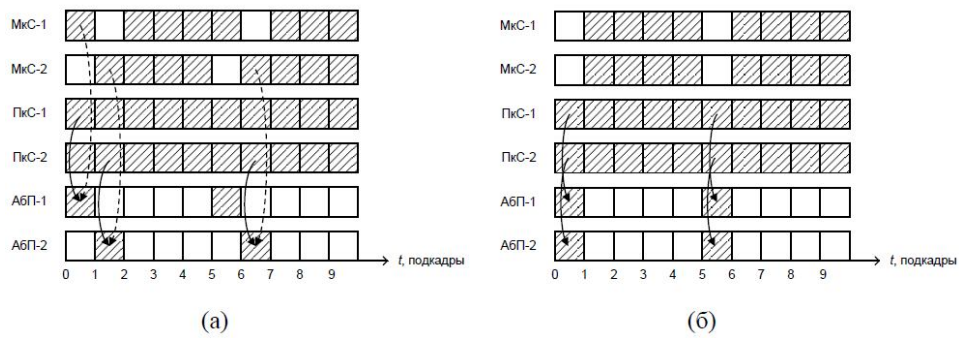 МкС-1 МкС-1
МкС-2 МкС-2
ПкС-1 ПкС-1
ПкС-2 ПкС-2
АбП-1 АбП-1
АбП-2 АбП-2
0 1 2 3 4 5 6 7 8 9 t, подкадры 0 1 2 3 4 5 6 7 8 9 t, подкадры
(а) (б)